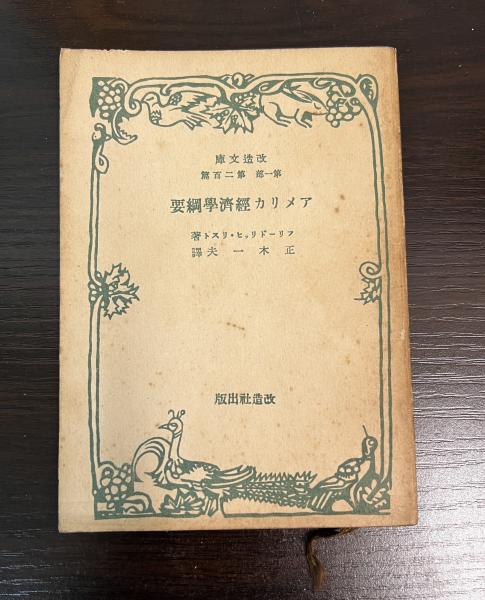 改造文庫
第一部 第二百篇
アメリカ經濟學綱要
フリードリッヒ・リスト著
正木一夫譯
改造社出版